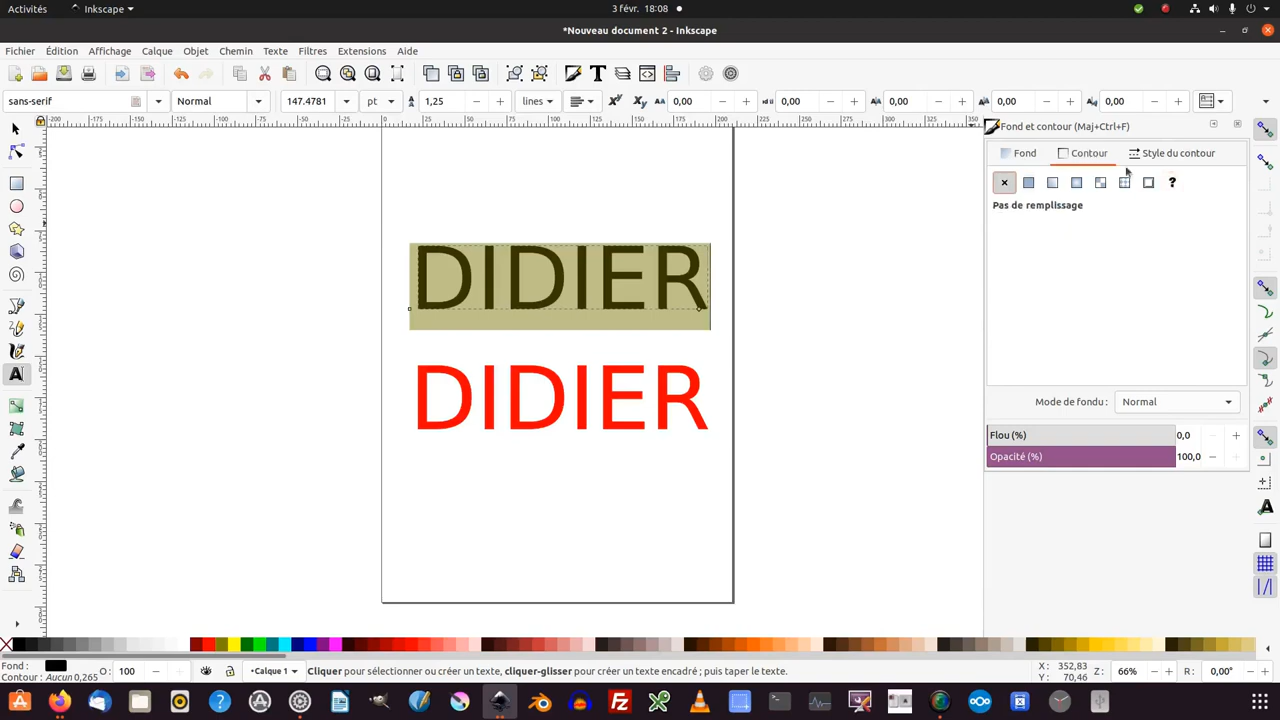 Activités
Inkscape
3 févr. 18:08
*Nouveau document 2 - Inkscape
Fichier Édition Affichage Calque Objet Chemin Texte Filtres Extensions Aide
sans-serif Normal 147.4781 pt 1,25 lines 0,00 0,00 0,00 0,00 0,00
Fond et contour (Maj+Ctrl+F)
Fond Contour Style du contour
Pas de remplissage
DIDIER
DIDIER
Mode de fondu : Normal
Flou (%) 0,0
Opacité (%) 100,0
Fond :
Contour : Aucun 0,265
O : 100
•Calque 1
Cliquer pour sélectionner ou créer un texte, cliquer-glisser pour créer un texte encadré ; puis taper le texte.
X : 352,83
Y : 70,46
Z : 66%
R : 0,00°